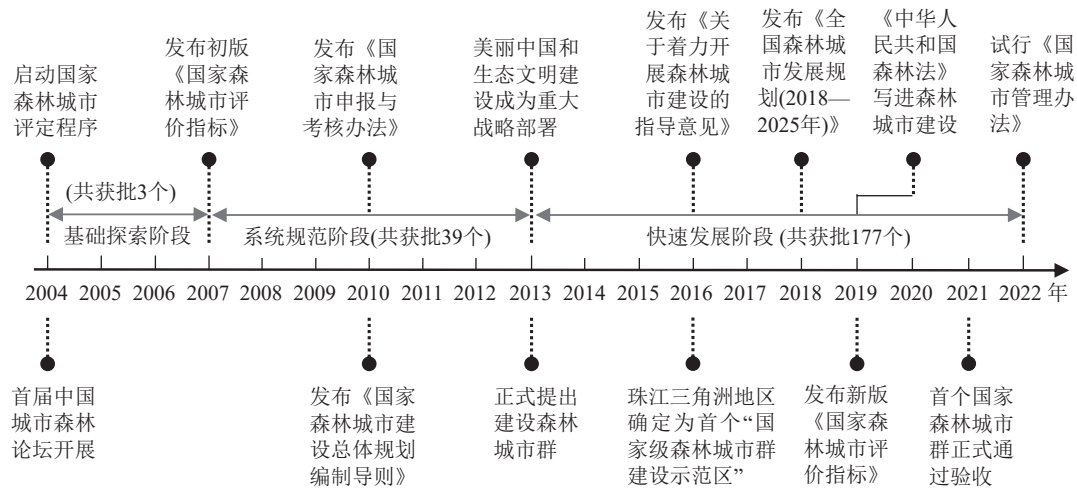 启动国家
森林城市
评定程序
发布初版
《国家森
林城市评
价指标》
发布《国
家森林城
市申报与
考核办法》
美丽中国和
生态文明建
设成为重大
战略部署
发布《关
于着力开
展森林城
市建设的
指导意见》
发布《全
国森林城
市发展规
划(2018—
2025年)》
《中华人
民共和国
森林法》
写进森林
城市建设
试行《国
家森林城
市管理办
法》
(共获批3个)
基础探索阶段
系统规范阶段(共获批39个)
快速发展阶段 (共获批177个)
2004 2005 2006 2007 2008 2009 2010 2011 2012 2013 2014 2015 2016 2017 2018 2019 2020 2021 2022 年
首届中国
城市森林
论坛开展
发布《国家
森林城市建
设总体规划
编制导则》
正式提出
建设森林
城市群
珠江三角洲地区
确定为首个“国
家级森林城市群
建设示范区”
发布新版
《国家森
林城市评
价指标》
首个国家
森林城市
群正式通
过验收